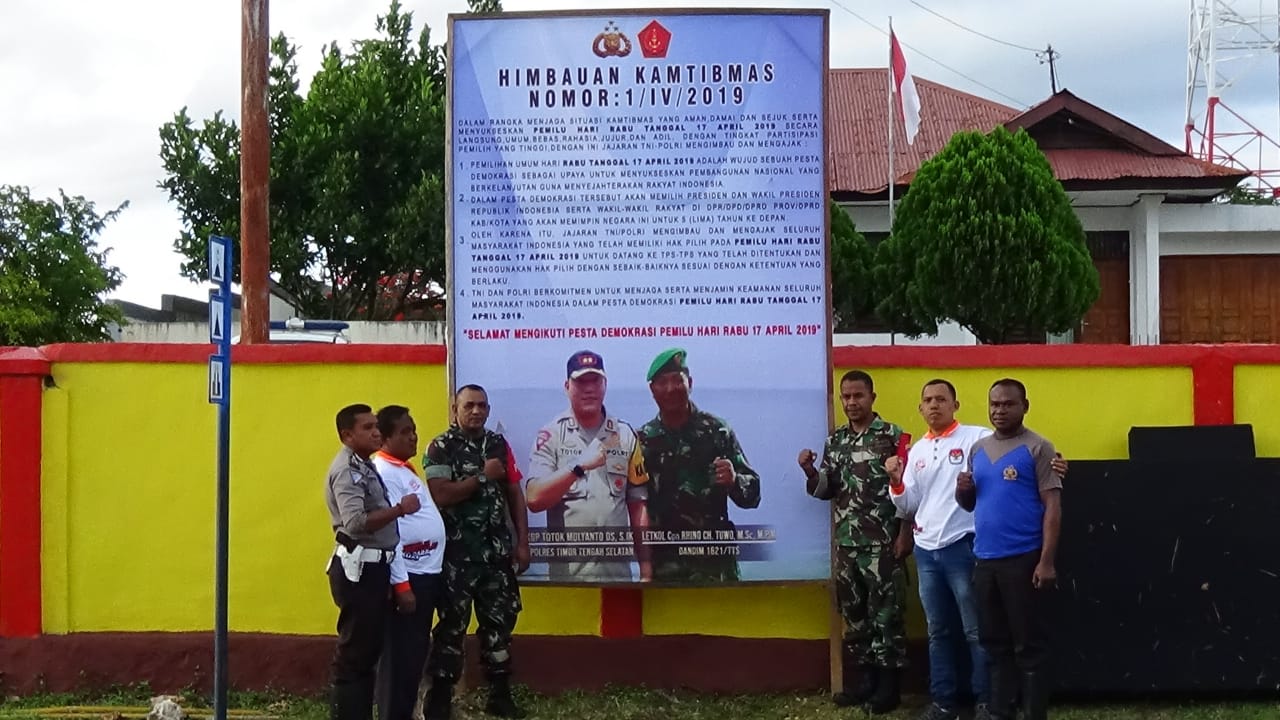 HIMBAUAN KAMTIBMAS
NOMOR:1/IV/2019
DALAM RANGKA MENJAGA SITUASI KAMTIBMAS YANG AMAN,DAMAI DAN SEJUK SERTA
MENYUKSESKAN PEMILU HARI RABU TANGGAL 17 APRIL 2019 SECARA
LANGSUNG,UMUM,BEBAS,RAHASIA,JUJUR,DAN ADIL, DENGAN TINGKAT PARTISIPASI
PEMILIH YANG TINGGI,DENGAN INI JAJARAN TNI-POLRI MENGIMBAU DAN MENGAJAK :
1. PEMILIHAN UMUM HARI RABU TANGGAL 17 APRIL 2019 ADALAH WUJUD SEBUAH PESTA
DEMOKRASI SEBAGAI UPAYA UNTUK MENYUKSESKAN PEMBANGUNAN NASIONAL YANG
BERKELANJUTAN GUNA MENYEJAHTERAKAN RAKYAT INDONESIA.
2. DALAM PESTA DEMOKRASI TERSEBUT AKAN MEMILIH PRESIDEN DAN WAKIL PRESIDEN
REPUBLIK INDONESIA SERTA WAKIL-WAKIL RAKYAT DI DPR/DPD/DPRD PROV/DPRD
KAB/KOTA YANG AKAN MEMIMPIN NEGARA INI UNTUK 5 (LIMA) TAHUN KE DEPAN.
3. OLEH KARENA ITU, JAJARAN TNI/POLRI MENGIMBAU DAN MENGAJAK SELURUH
MASYARAKAT INDONESIA YANG TELAH MEMILIKI HAK PILIH PADA PEMILU HARI RABU
TANGGAL 17 APRIL 2019 UNTUK DATANG KE TPS-TPS YANG TELAH DITENTUKAN DAN
MENGGUNAKAN HAK PILIH DENGAN SEBAIK-BAIKNYA SESUAI DENGAN KETENTUAN YANG
BERLAKU.
4. TNI DAN POLRI BERKOMITMEN UNTUK MENJAGA SERTA MENJAMIN KEAMANAN SELURUH
MASYARAKAT INDONESIA DALAM PESTA DEMOKRASI PEMILU HARI RABU TANGGAL 17
APRIL 2019.
"SELAMAT MENGIKUTI PESTA DEMOKRASI PEMILU HARI RABU 17 APRIL 2019"
TOTOK POLRI
TOTOK MULYANTO DS, S.IK LETKOL Cpn RHINO CH. TUWO, M.Sc, M.PM
POLRES TIMOR TENGAH SELATAN DANDIM 1621/TTS